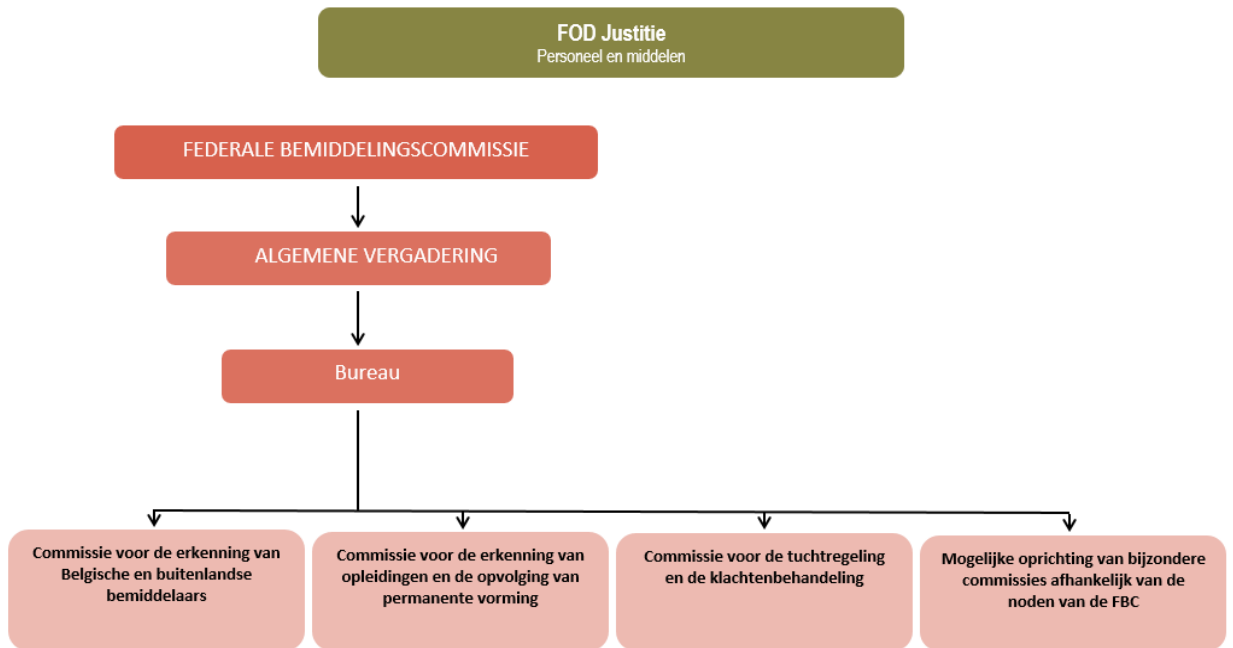 FOD Justitie
Personeel en middelen
FEDERALE BEMIDDELINGSCOMMISSIE
ALGEMENE VERGADERING
Bureau
Commissie voor de erkenning van
Belgische en buitenlandse
bemiddelaars
Commissie voor de erkenning van
opleidingen en de opvolging van
permanente vorming
Commissie voor de tuchtregeling
en de klachtenbehandeling
Mogelijke oprichting van bijzondere
commissies afhankelijk van de
noden van de FBC